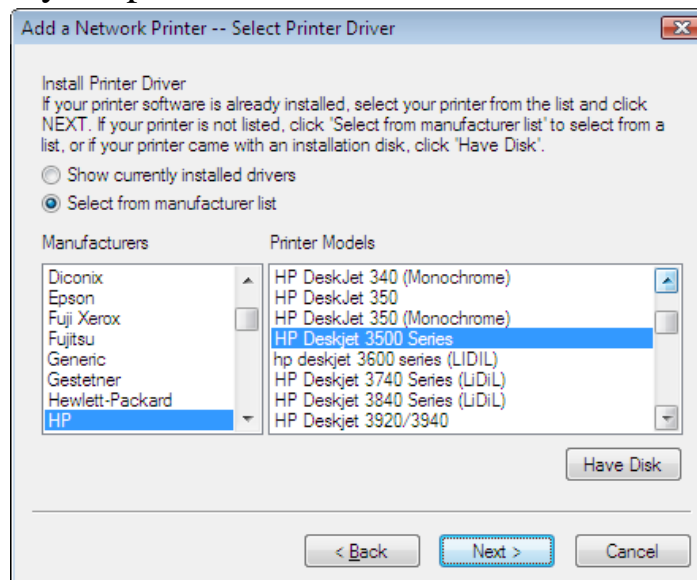 Add a Network Printer -- Select Printer Driver
Install Printer Driver
If your printer software is already installed, select your printer from the list and click
NEXT. If your printer is not listed, click 'Select from manufacturer list' to select from a
list, or if your printer came with an installation disk, click 'Have Disk'.
Show currently installed drivers
Select from manufacturer list
Manufacturers
Diconix
Epson
Fuji Xerox
Fujitsu
Generic
Gestetner
Hewlett-Packard
HP
Printer Models
HP DeskJet 340 (Monochrome)
HP DeskJet 350
HP DeskJet 350 (Monochrome)
HP Deskjet 3500 Series
hp deskjet 3600 series (LIDIL)
HP Deskjet 3740 Series (LiDiL)
HP Deskjet 3840 Series (LiDiL)
HP Deskjet 3920/3940
Have Disk
< Back
Next >
Cancel